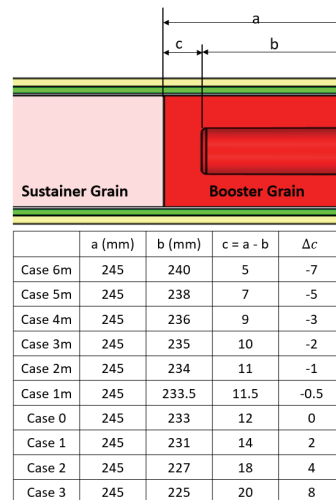 a
c b
Sustainer Grain Booster Grain
a (mm) b (mm) c = a - b Δc
Case 6m 245 240 5 -7
Case 5m 245 238 7 -5
Case 4m 245 236 9 -3
Case 3m 245 235 10 -2
Case 2m 245 234 11 -1
Case 1m 245 233.5 11.5 -0.5
Case 0 245 233 12 0
Case 1 245 231 14 2
Case 2 245 227 18 4
Case 3 245 225 20 8